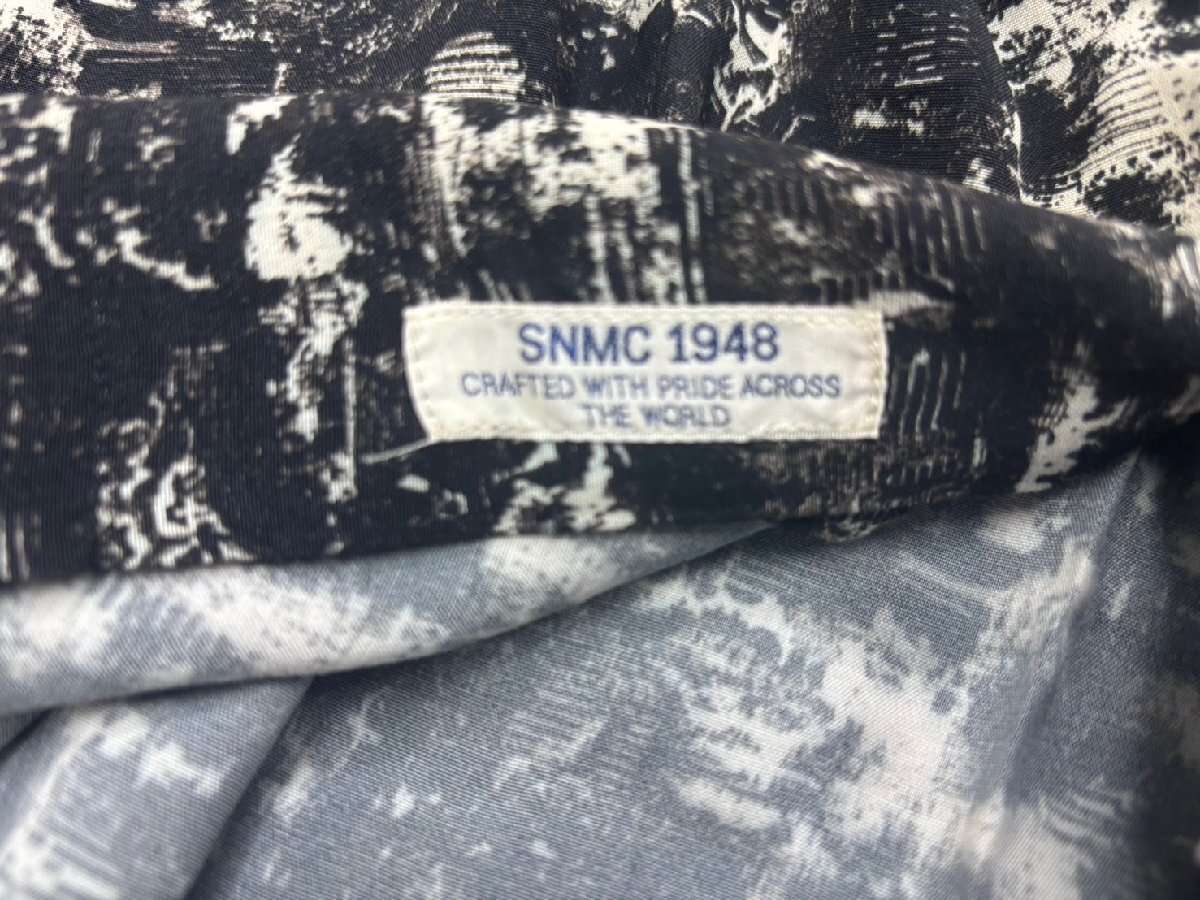 SNMC 1948
CRAFTED WITH PRIDE ACROSS
THE WORLD